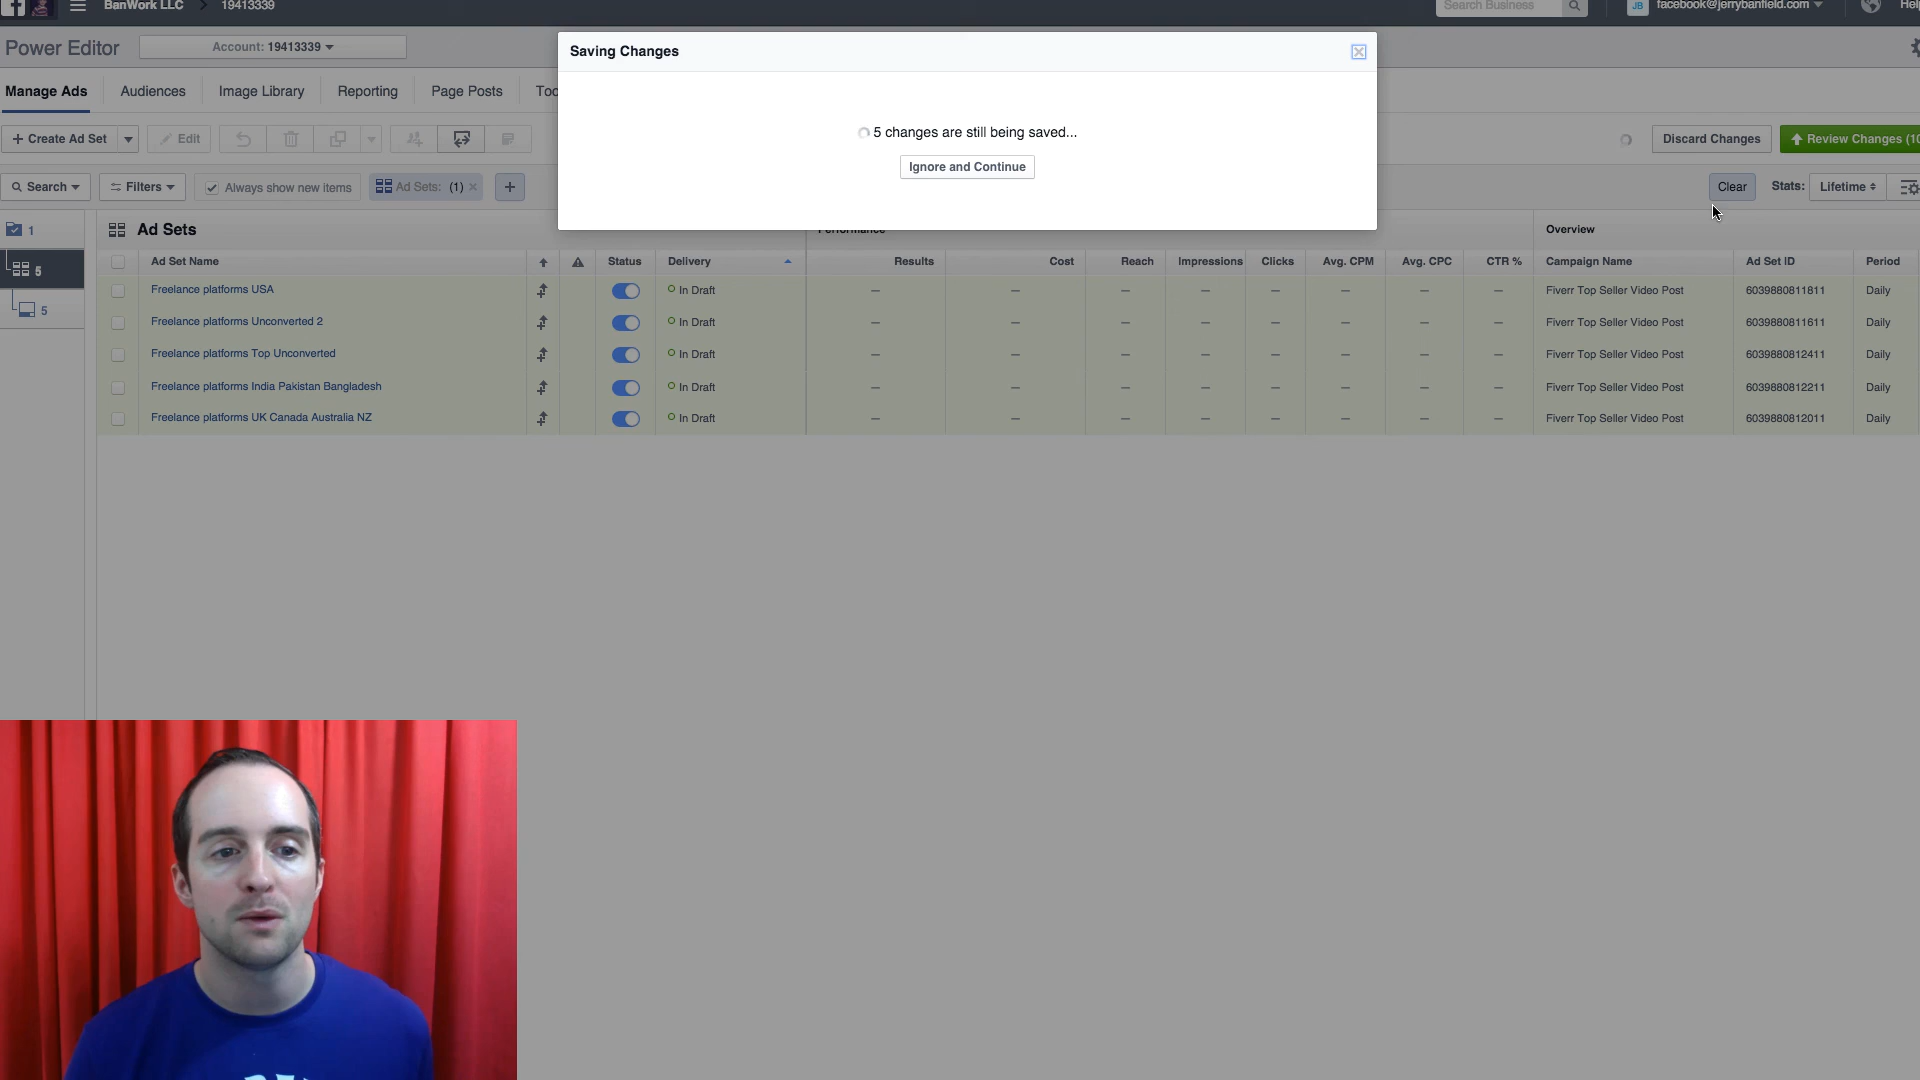 BanWork LLC > 19413339
Search Business
JB facebook@jerrybanfield.com
Power Editor
Account: 19413339
Saving Changes
Manage Ads
Audiences
Image Library
Reporting
Page Posts
5 changes are still being saved...
Ignore and Continue
+ Create Ad Set
Edit
Discard Changes
Review Changes (10
Search
Filters
Always show new items
Ad Sets: (1) ×
+
Clear
Stats:
Lifetime
1
5
5
Ad Sets
Performance
Overview
Ad Set Name Status Delivery Results Cost Reach Impressions Clicks Avg. CPM Avg. CPC CTR % Campaign Name Ad Set ID Period
Freelance platforms USA In Draft — — — — — — — — Fiverr Top Seller Video Post 6039880811811 Daily
Freelance platforms Unconverted 2 In Draft — — — — — — — — Fiverr Top Seller Video Post 6039880811611 Daily
Freelance platforms Top Unconverted In Draft — — — — — — — — Fiverr Top Seller Video Post 6039880812411 Daily
Freelance platforms India Pakistan Bangladesh In Draft — — — — — — — — Fiverr Top Seller Video Post 6039880812211 Daily
Freelance platforms UK Canada Australia NZ In Draft — — — — — — — — Fiverr Top Seller Video Post 6039880812011 Daily